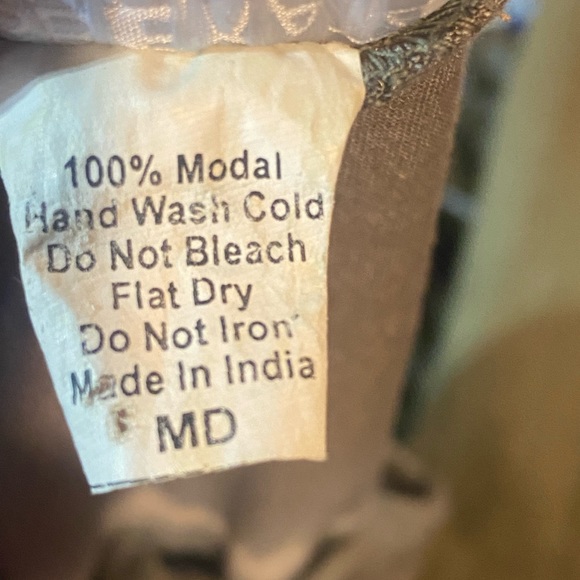 100% Modal
Hand Wash Cold
Do Not Bleach
Flat Dry
Do Not Iron
Made In India
MD